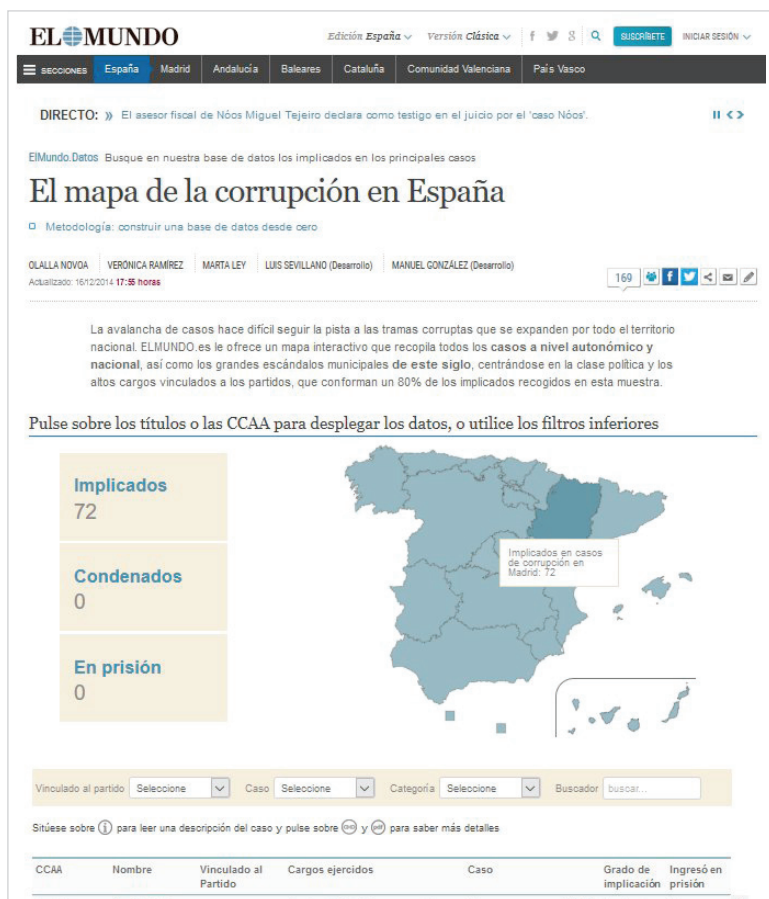 EL MUNDO
Edición España Versión Clásica
SUSCRÍBETE INICIAR SESIÓN
SECCIONES España Madrid Andalucía Baleares Cataluña Comunidad Valenciana País Vasco
DIRECTO: » El asesor fiscal de Nóos Miguel Tejeiro declara como testigo en el juicio por el 'caso Nóos'.
ElMundo.Datos Busque en nuestra base de datos los implicados en los principales casos
El mapa de la corrupción en España
Metodología: construir una base de datos desde cero
OLALLA NOVOA VERÓNICA RAMÍREZ MARTA LEY LUIS SEVILLANO (Desarrollo) MANUEL GONZÁLEZ (Desarrollo)
Actualizado: 16/12/2014 17:55 horas
169
La avalancha de casos hace difícil seguir la pista a las tramas corruptas que se expanden por todo el territorio
nacional. ELMUNDO.es le ofrece un mapa interactivo que recopila todos los casos a nivel autonómico y
nacional, así como los grandes escándalos municipales de este siglo, centrándose en la clase política y los
altos cargos vinculados a los partidos, que conforman un 80% de los implicados recogidos en esta muestra.
Pulse sobre los títulos o las CCAA para desplegar los datos, o utilice los filtros inferiores
Implicados
72
Condenados
0
En prisión
0
Implicados en casos
de corrupción en
Madrid: 72
Vinculado al partido Seleccione Caso Seleccione Categoría Seleccione Buscador buscar...
Sitúese sobre i para leer una descripción del caso y pulse sobre y pdf para saber más detalles
CCAA Nombre Vinculado al Cargos ejercidos Caso Grado de Ingresó en
Partido implicación prisión